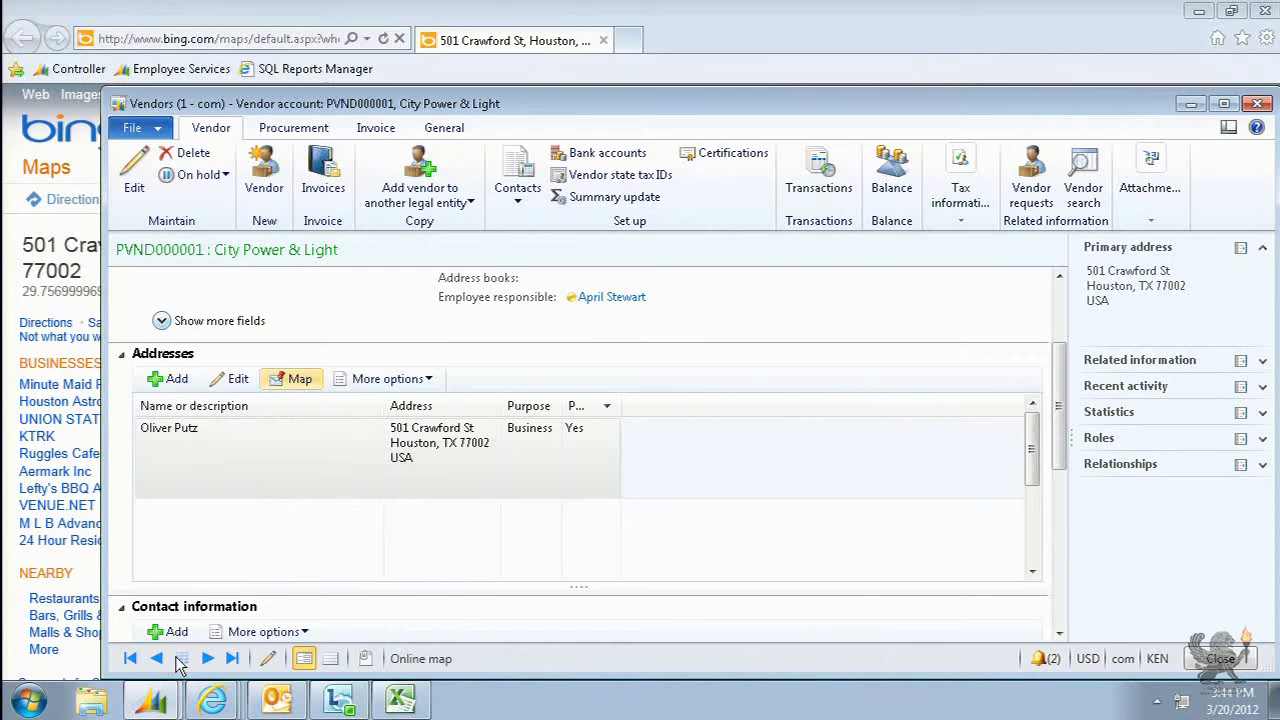 http://www.bing.com/maps/default.aspx?whe
501 Crawford St, Houston, ...
Controller
Employee Services
SQL Reports Manager
Web
Images
bing
Maps
Direction
501 Cra
77002
29.756999969
Directions
Sa
Not what you w
BUSINESSES
Minute Maid P
Houston Astro
UNION STAT
KTRK
Ruggles Cafe
Aermark Inc
Lefty's BBQ A
VENUE.NET
M L B Advanc
24 Hour Resid
NEARBY
Restaurants
Bars, Grills &
Malls & Shop
More
Vendors (1 - com) - Vendor account: PVND000001, City Power & Light
File
Vendor
Procurement
Invoice
General
Edit
Delete
On hold
Maintain
Vendor
New
Invoices
Invoice
Add vendor to
another legal entity
Copy
Contacts
Bank accounts
Vendor state tax IDs
Summary update
Certifications
Set up
Transactions
Transactions
Balance
Balance
Tax
informati...
Vendor
requests
Vendor
search
Related information
Attachme...
PVND000001 : City Power & Light
Address books:
Employee responsible:
April Stewart
Show more fields
Addresses
Add
Edit
Map
More options
Name or description
Address
Purpose
P...
Oliver Putz
501 Crawford St
Houston, TX 77002
USA
Business
Yes
Contact information
Add
More options
Primary address
501 Crawford St
Houston, TX 77002
USA
Related information
Recent activity
Statistics
Roles
Relationships
Online map
(2)
USD
com
KEN
Close
3:44 PM
3/20/2012